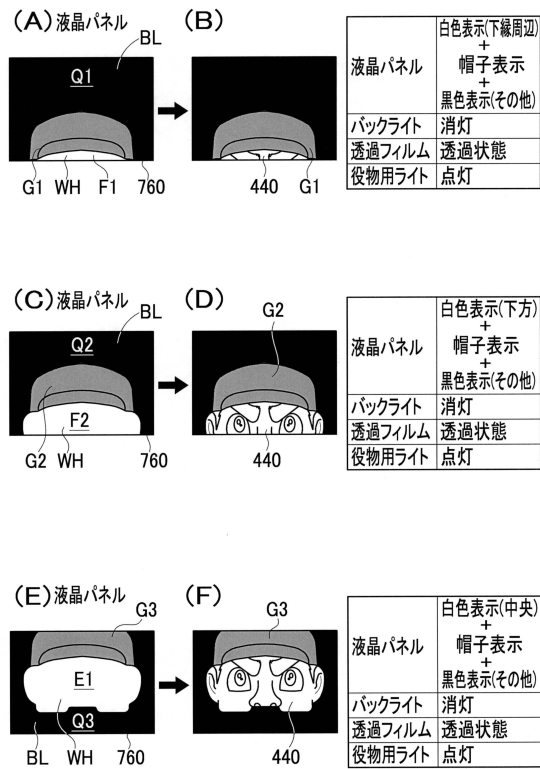 (A) 液晶パネル
(B)
BL
Q1
G1 WH F1 760
440 G1
液晶パネル
白色表示(下縁周辺)
+
帽子表示
+
黒色表示(その他)
バックライト 消灯
透過フィルム 透過状態
役物用ライト 点灯
(C) 液晶パネル
(D)
BL
G2
Q2
F2
G2 WH 760
440
液晶パネル
白色表示(下方)
+
帽子表示
+
黒色表示(その他)
バックライト 消灯
透過フィルム 透過状態
役物用ライト 点灯
(E) 液晶パネル
(F)
G3
G3
E1
Q3
BL WH 760
440
液晶パネル
白色表示(中央)
+
帽子表示
+
黒色表示(その他)
バックライト 消灯
透過フィルム 透過状態
役物用ライト 点灯